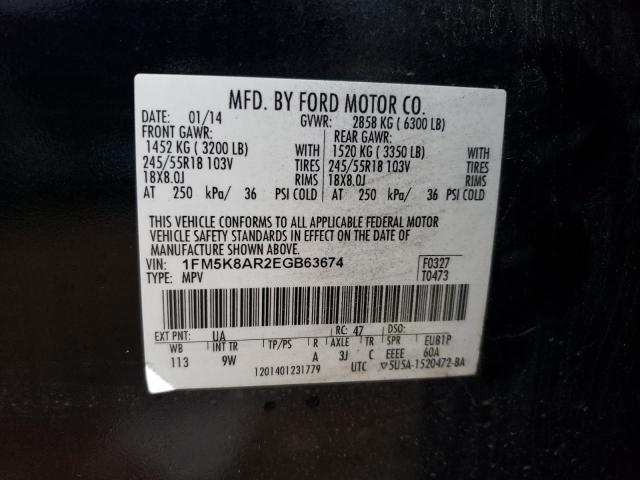 MFD. BY FORD MOTOR CO.
DATE: 01/14 GVWR: 2858 KG ( 6300 LB)
FRONT GAWR: REAR GAWR:
1452 KG ( 3200 LB) WITH 1520 KG ( 3350 LB) WITH
245/55R18 103V TIRES 245/55R18 103V TIRES
18X8.0J RIMS 18X8.0J RIMS
AT 250 kPa/ 36 PSI COLD AT 250 kPa/ 36 PSI COLD
THIS VEHICLE CONFORMS TO ALL APPLICABLE FEDERAL MOTOR
VEHICLE SAFETY STANDARDS IN EFFECT ON THE DATE OF
MANUFACTURE SHOWN ABOVE.
VIN: 1FM5K8AR2EGB63674 F0327
TYPE: MPV T0473
EXT PNT: UA RC: 47 DSO:
WB INT TR TP/PS R AXLE TR SPR EUB1P
113 9W A 3J C EEEE 60A
1201401231779 UTC ▽5U5A-1520472-BA